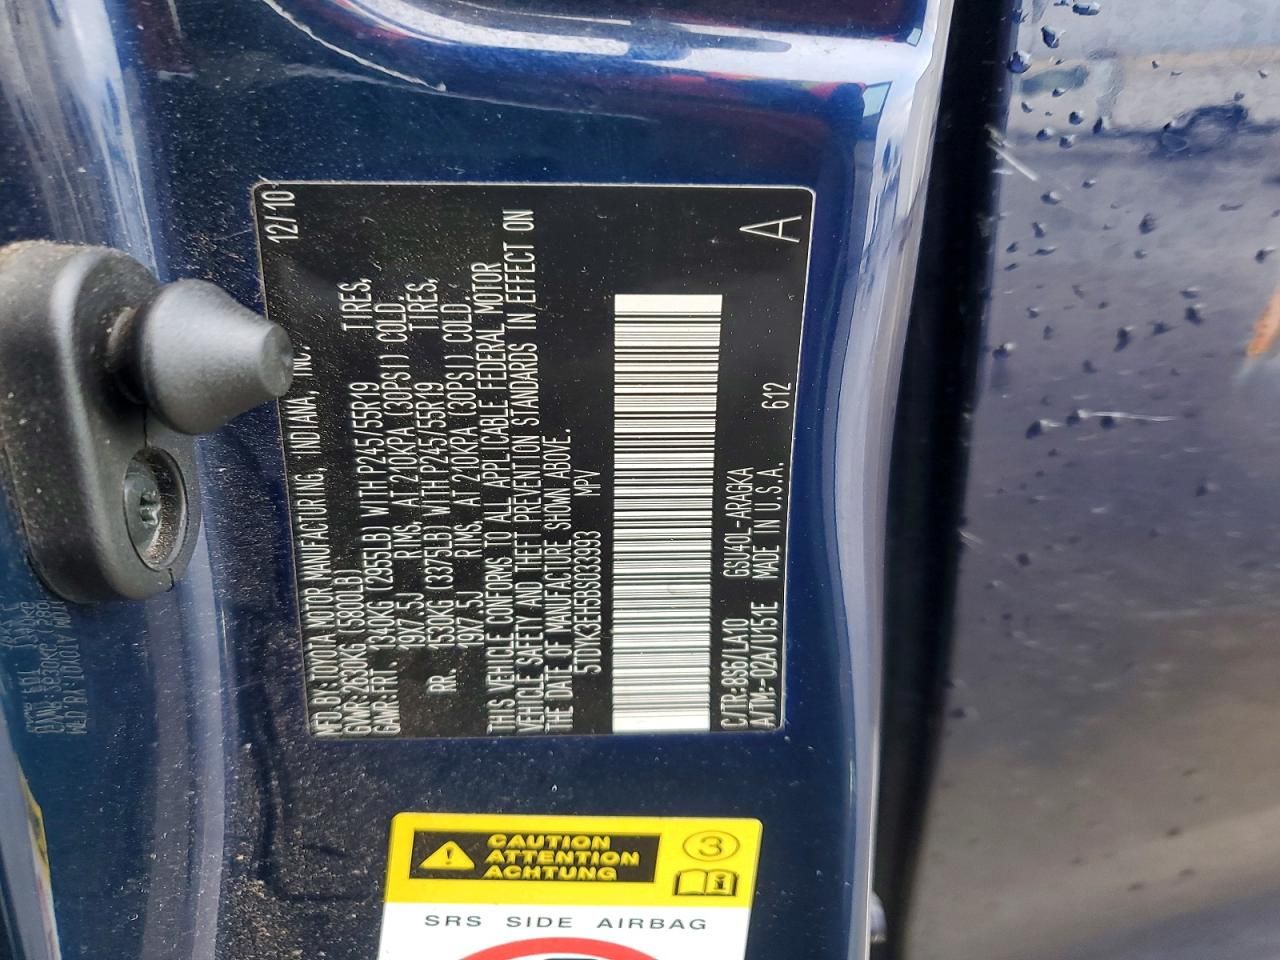 MFD.BY:TOYOTA MOTOR MANUFACTURING, INDIANA, INC. 12/10
GVWR:2630KG (5800LB)
GAWR:FRT. 1340KG (2955LB) WITH P245/55R19 TIRES,
19X7.5J RIMS, AT 210KPA (30PSI) COLD.
RR. 1530KG (3375LB) WITH P245/55R19 TIRES,
19X7.5J RIMS, AT 210KPA (30PSI) COLD.
THIS VEHICLE CONFORMS TO ALL APPLICABLE FEDERAL MOTOR
VEHICLE SAFETY AND THEFT PREVENTION STANDARDS IN EFFECT ON
THE DATE OF MANUFACTURE SHOWN ABOVE.
5TDYK3EH5BS033993 MPV
C/TR:8S6/LA10 GSU40L-ARAGKA
A/TM:-02A/U151E MADE IN U.S.A. 612
A
CAUTION
ATTENTION
ACHTUNG
3
i
SRS SIDE AIRBAG